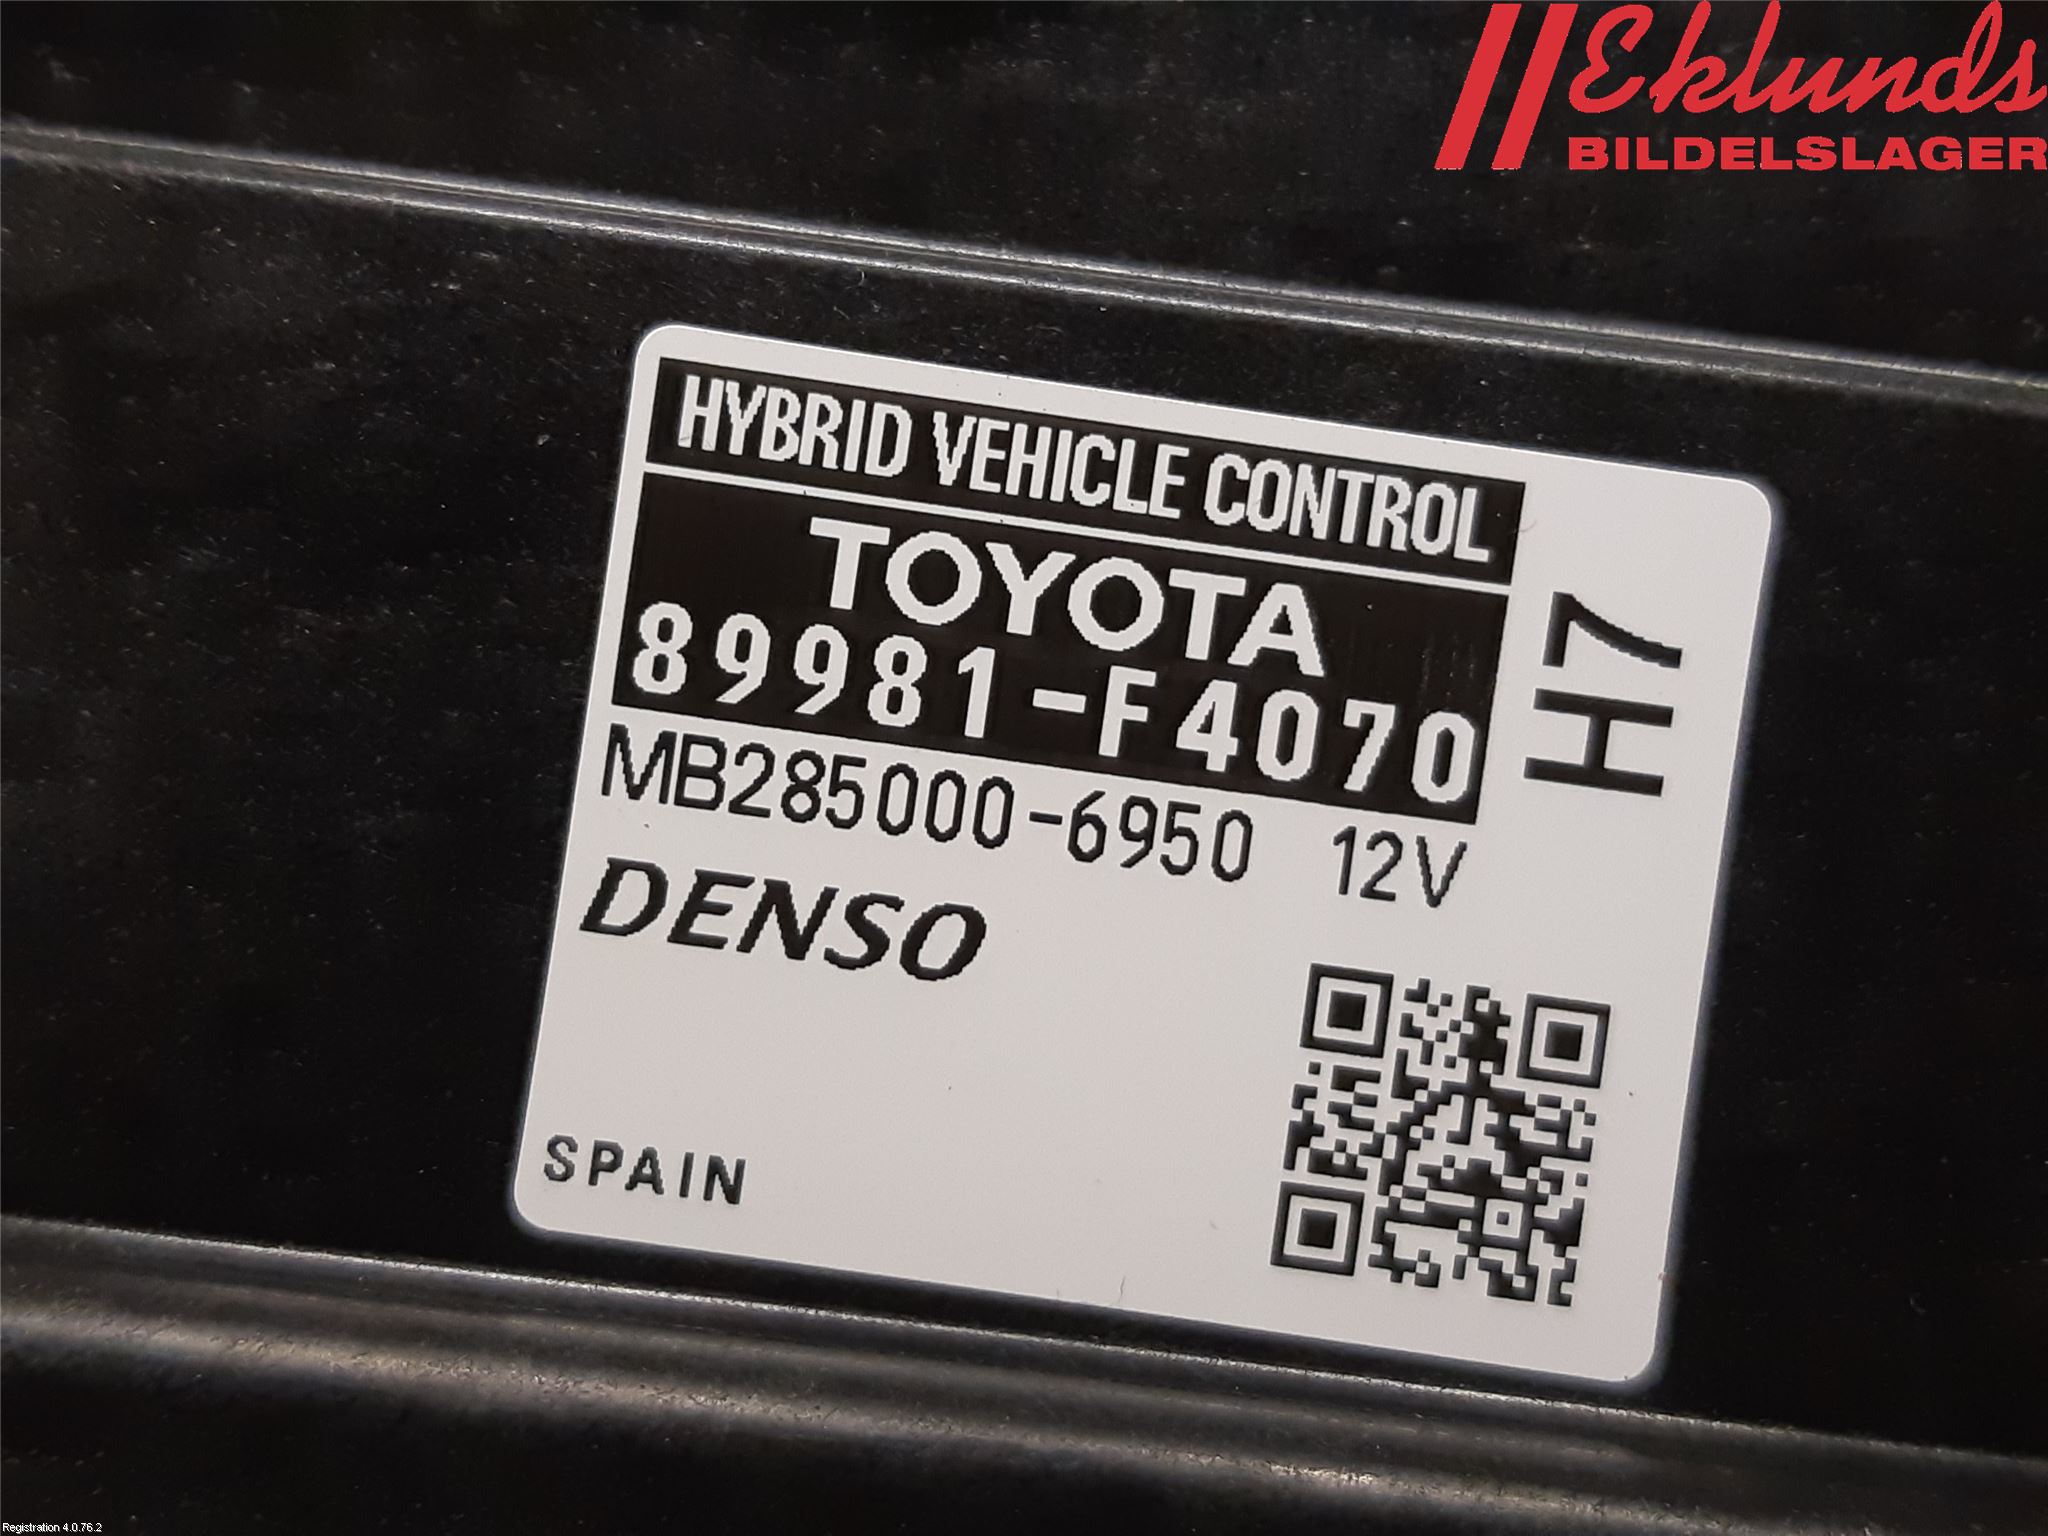 Eklunds
BILDELSLAGER
HYBRID VEHICLE CONTROL
TOYOTA
89981-F4070
MB285000-6950 12V
H7
DENSO
SPAIN
Registration 4.0.76.2